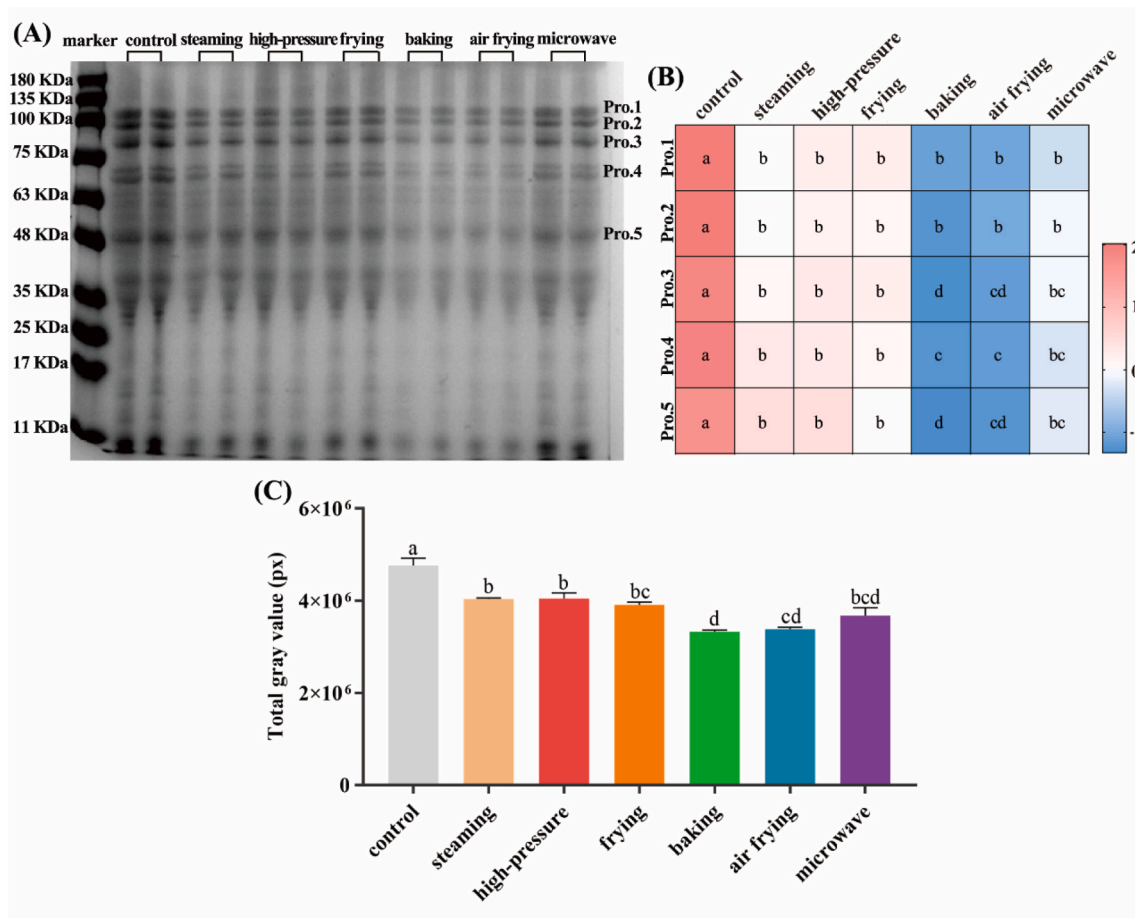 (A)
marker control steaming high-pressure frying baking air frying microwave
180 KDa
135 KDa
100 KDa
75 KDa
63 KDa
48 KDa
35 KDa
25 KDa
17 KDa
11 KDa
Pro.1
Pro.2
Pro.3
Pro.4
Pro.5
(B)
control steaming high-pressure frying baking air frying microwave
Pro.1 a b b b b b b
Pro.2 a b b b b b b
Pro.3 a b b b d cd bc
Pro.4 a b b b c c bc
Pro.5 a b b b d cd bc
2
1
0
-
(C)
Total gray value (px)
6×10⁶
4×10⁶
2×10⁶
0
a b b bc d cd bcd
control steaming high-pressure frying baking air frying microwave